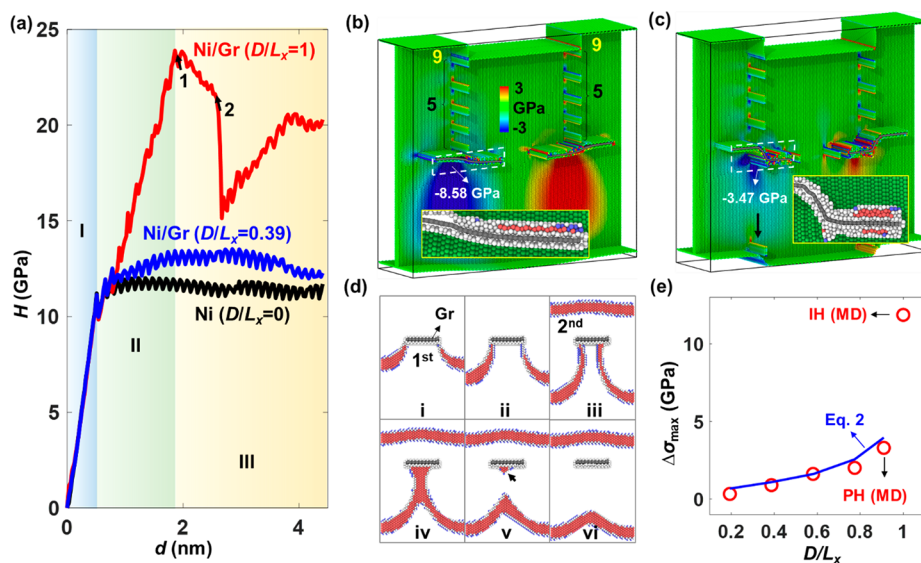 (a)
25
20
15
10
5
0
H (GPa)
0
2
4
d (nm)
I
II
III
Ni/Gr (D/Lₓ=1)
1
2
Ni/Gr (D/Lₓ=0.39)
Ni (D/Lₓ=0)
(b)
9
5
3
GPa
-3
9
5
-8.58 GPa
(c)
-3.47 GPa
(d)
Gr
1st
2nd
i
ii
iii
iv
v
vi
(e)
IH (MD)
10
5
0
Δσmax (GPa)
Eq. 2
PH (MD)
0.2
0.4
0.6
0.8
1
D/Lₓ